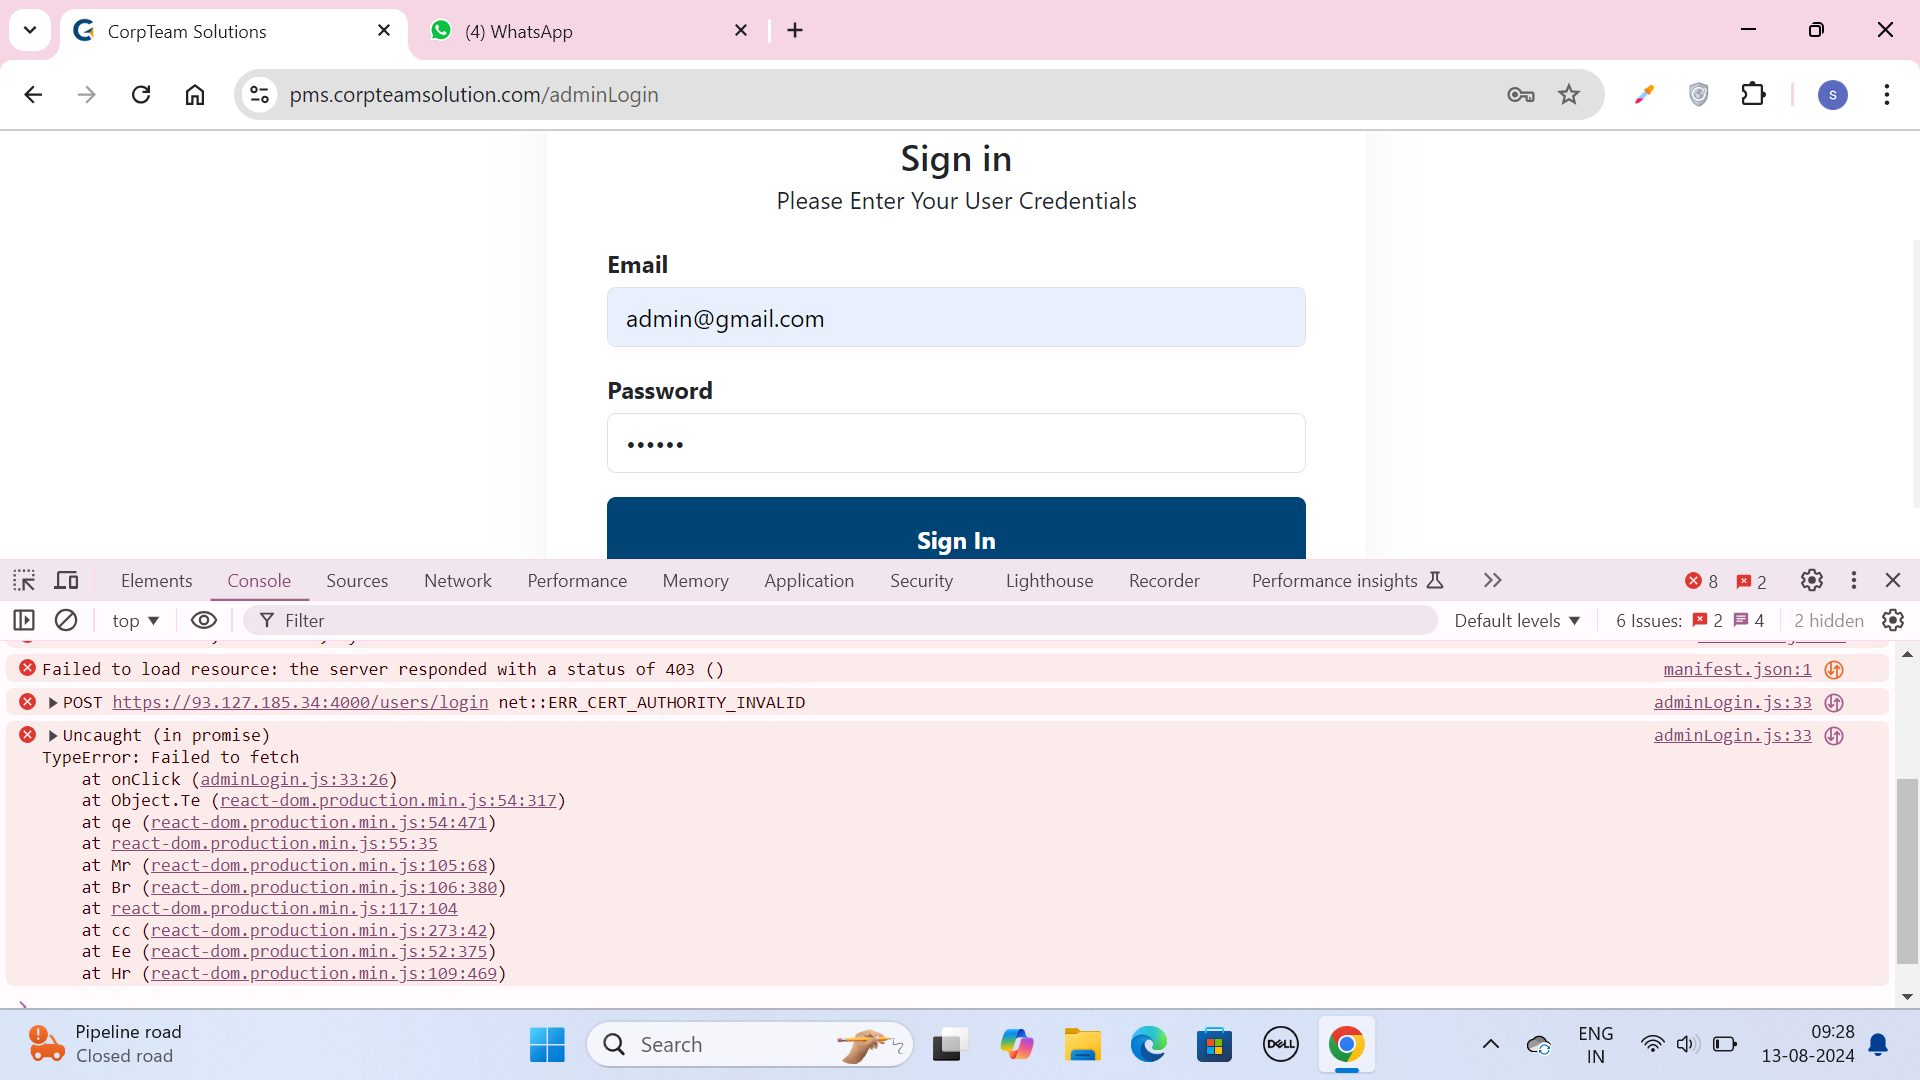 CorpTeam Solutions
(4) WhatsApp
pms.corpteamsolution.com/adminLogin
s
Sign in
Please Enter Your User Credentials
Email
admin@gmail.com
Password
••••••
Sign In
Elements Console Sources Network Performance Memory Application Security Lighthouse Recorder Performance insights 8 2
top Filter Default levels 6 Issues: 2 4 2 hidden
Failed to load resource: the server responded with a status of 403 () manifest.json:1
POST https://93.127.185.34:4000/users/login net::ERR_CERT_AUTHORITY_INVALID adminLogin.js:33
Uncaught (in promise) adminLogin.js:33
TypeError: Failed to fetch
at onClick (adminLogin.js:33:26)
at Object.Te (react-dom.production.min.js:54:317)
at qe (react-dom.production.min.js:54:471)
at react-dom.production.min.js:55:35
at Mr (react-dom.production.min.js:105:68)
at Br (react-dom.production.min.js:106:380)
at react-dom.production.min.js:117:104
at cc (react-dom.production.min.js:273:42)
at Ee (react-dom.production.min.js:52:375)
at Hr (react-dom.production.min.js:109:469)
Pipeline road
Closed road
Search
DELL
ENG
IN
09:28
13-08-2024